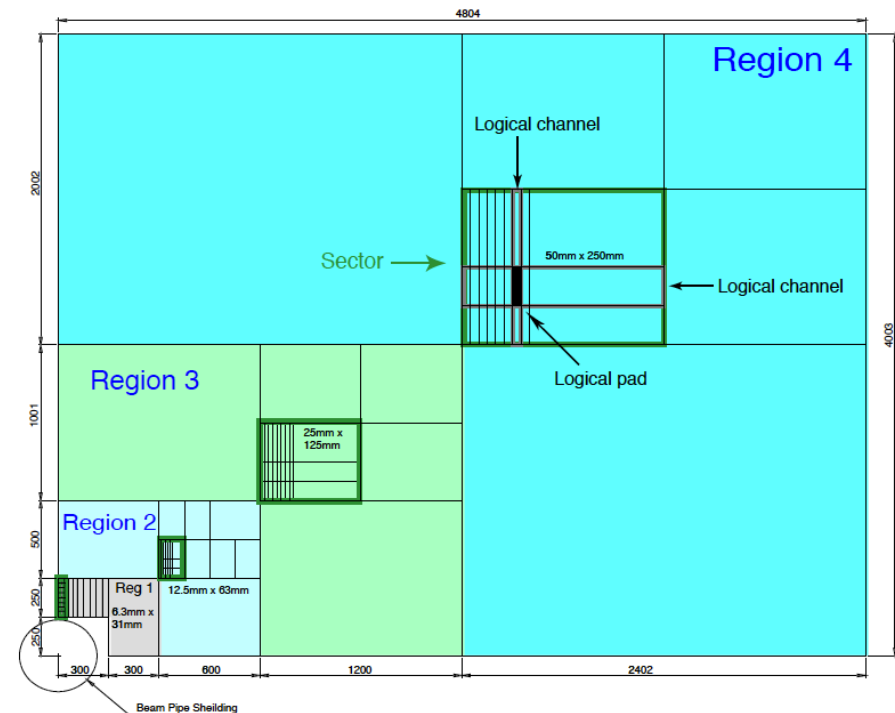 4804
Region 4
Logical channel
2002
Sector
50mm x 250mm
Logical channel
4003
Logical pad
Region 3
1001
25mm x
125mm
Region 2
500
Reg 1
12.5mm x 63mm
250
6.3mm x
31mm
250
300
300
600
1200
2402
Beam Pipe Sheilding